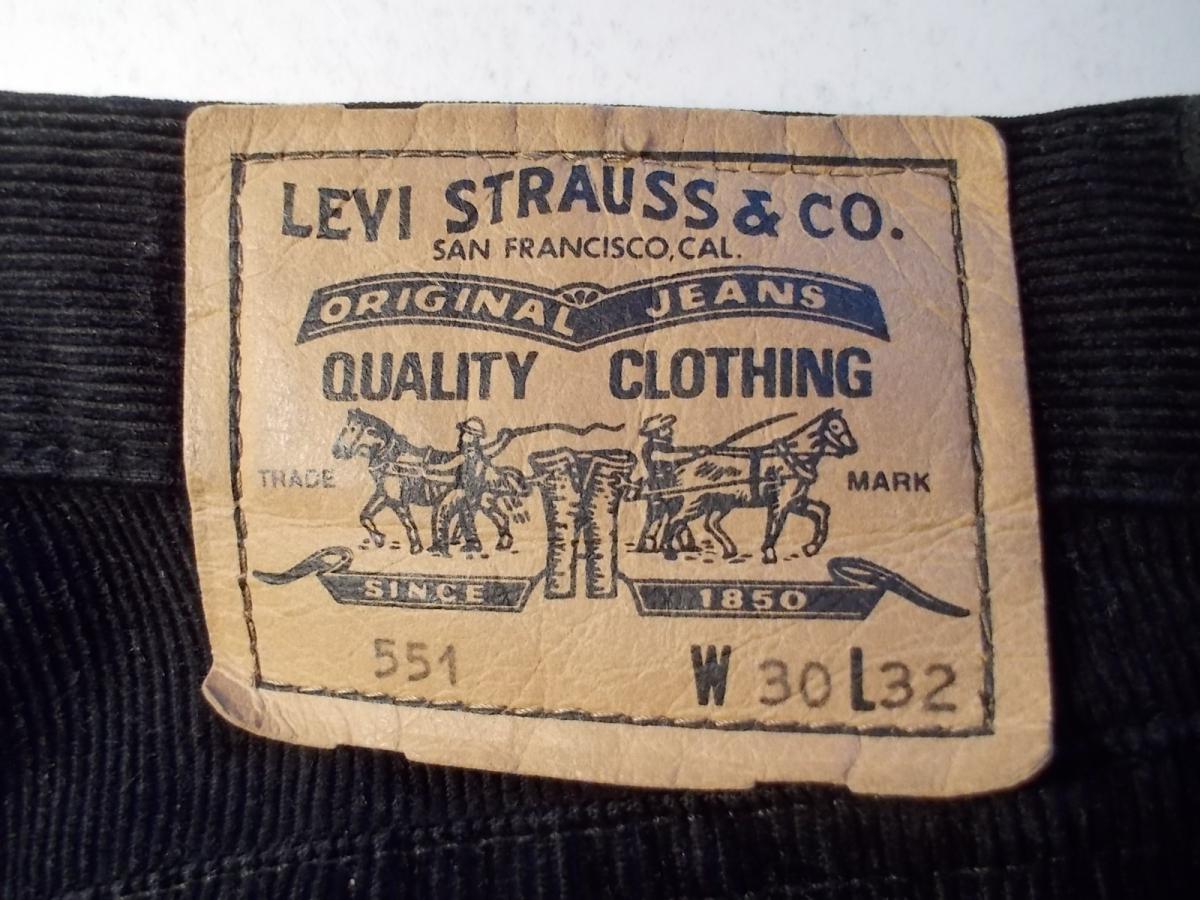 LEVI STRAUSS & CO.
SAN FRANCISCO, CAL.
ORIGINAL JEANS
QUALITY CLOTHING
TRADE MARK
SINCE 1850
551 W 30 L 32